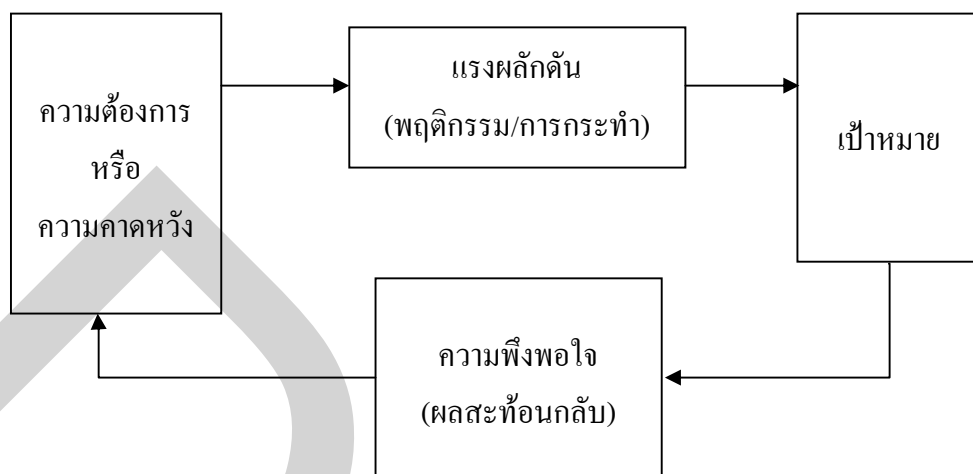 ความต้องการ
หรือ
ความคาดหวัง
แรงผลักดัน
(พฤติกรรม/การกระทำ)
เป้าหมาย
ความพึงพอใจ
(ผลสะท้อนกลับ)